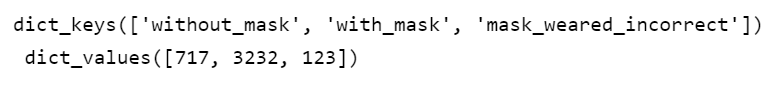 dict_keys(['without_mask', 'with_mask', 'mask_weared_incorrect'])
dict_values([717, 3232, 123])